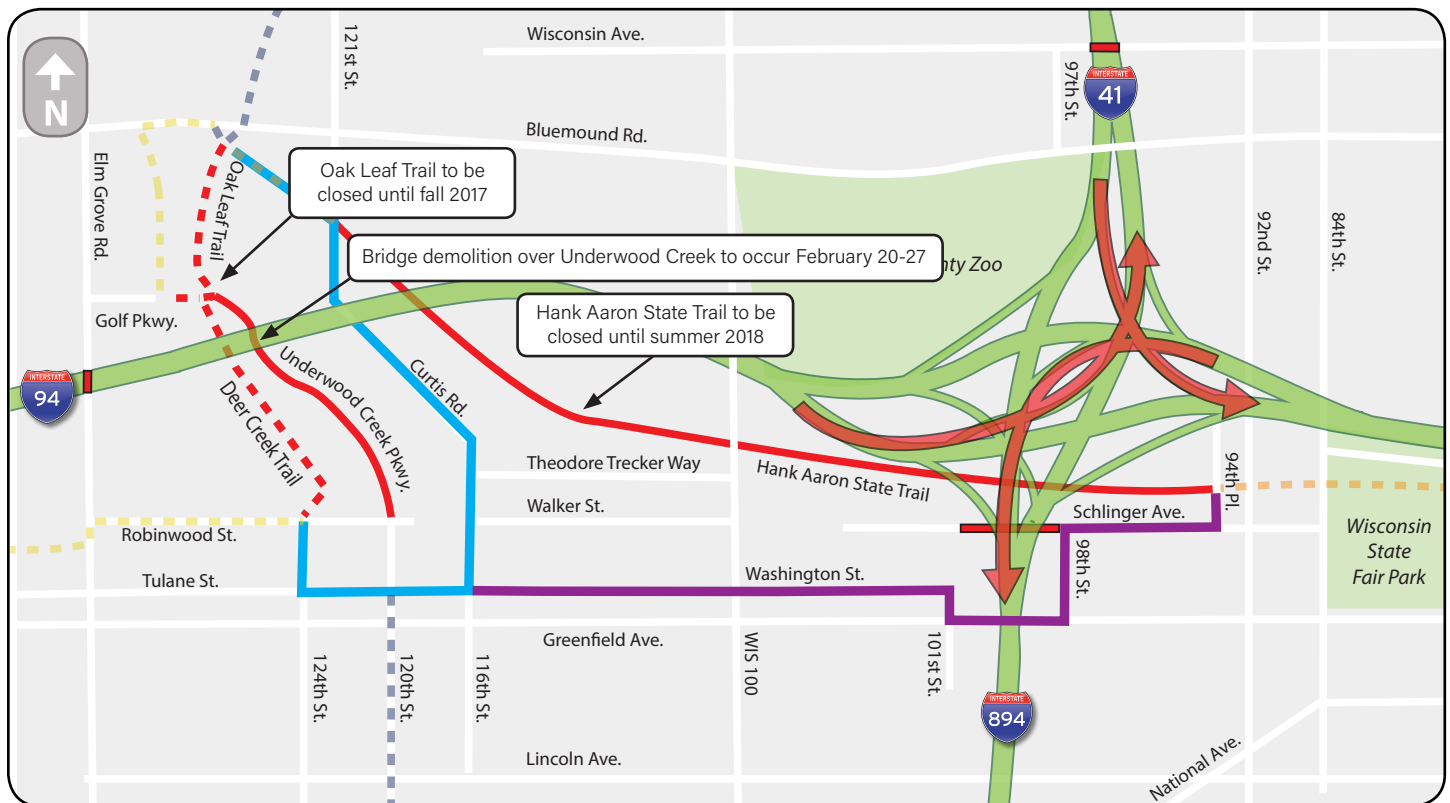 Wisconsin Ave.
121st St.
97th St.
INTERSTATE
41
N
Bluemound Rd.
Elm Grove Rd.
Oak Leaf Trail
Oak Leaf Trail to be
closed until fall 2017
92nd St.
84th St.
Bridge demolition over Underwood Creek to occur February 20-27
nty Zoo
Hank Aaron State Trail to be
closed until summer 2018
Golf Pkwy.
INTERSTATE
94
Underwood Creek Pkwy.
Curtis Rd.
Deer Creek Trail
Theodore Trecker Way
Hank Aaron State Trail
94th Pl.
Walker St.
Schlinger Ave.
Robinwood St.
Wisconsin
State
Fair Park
Tulane St.
Washington St.
98th St.
Greenfield Ave.
124th St.
120th St.
116th St.
WIS 100
101st St.
INTERSTATE
894
Lincoln Ave.
National Ave.